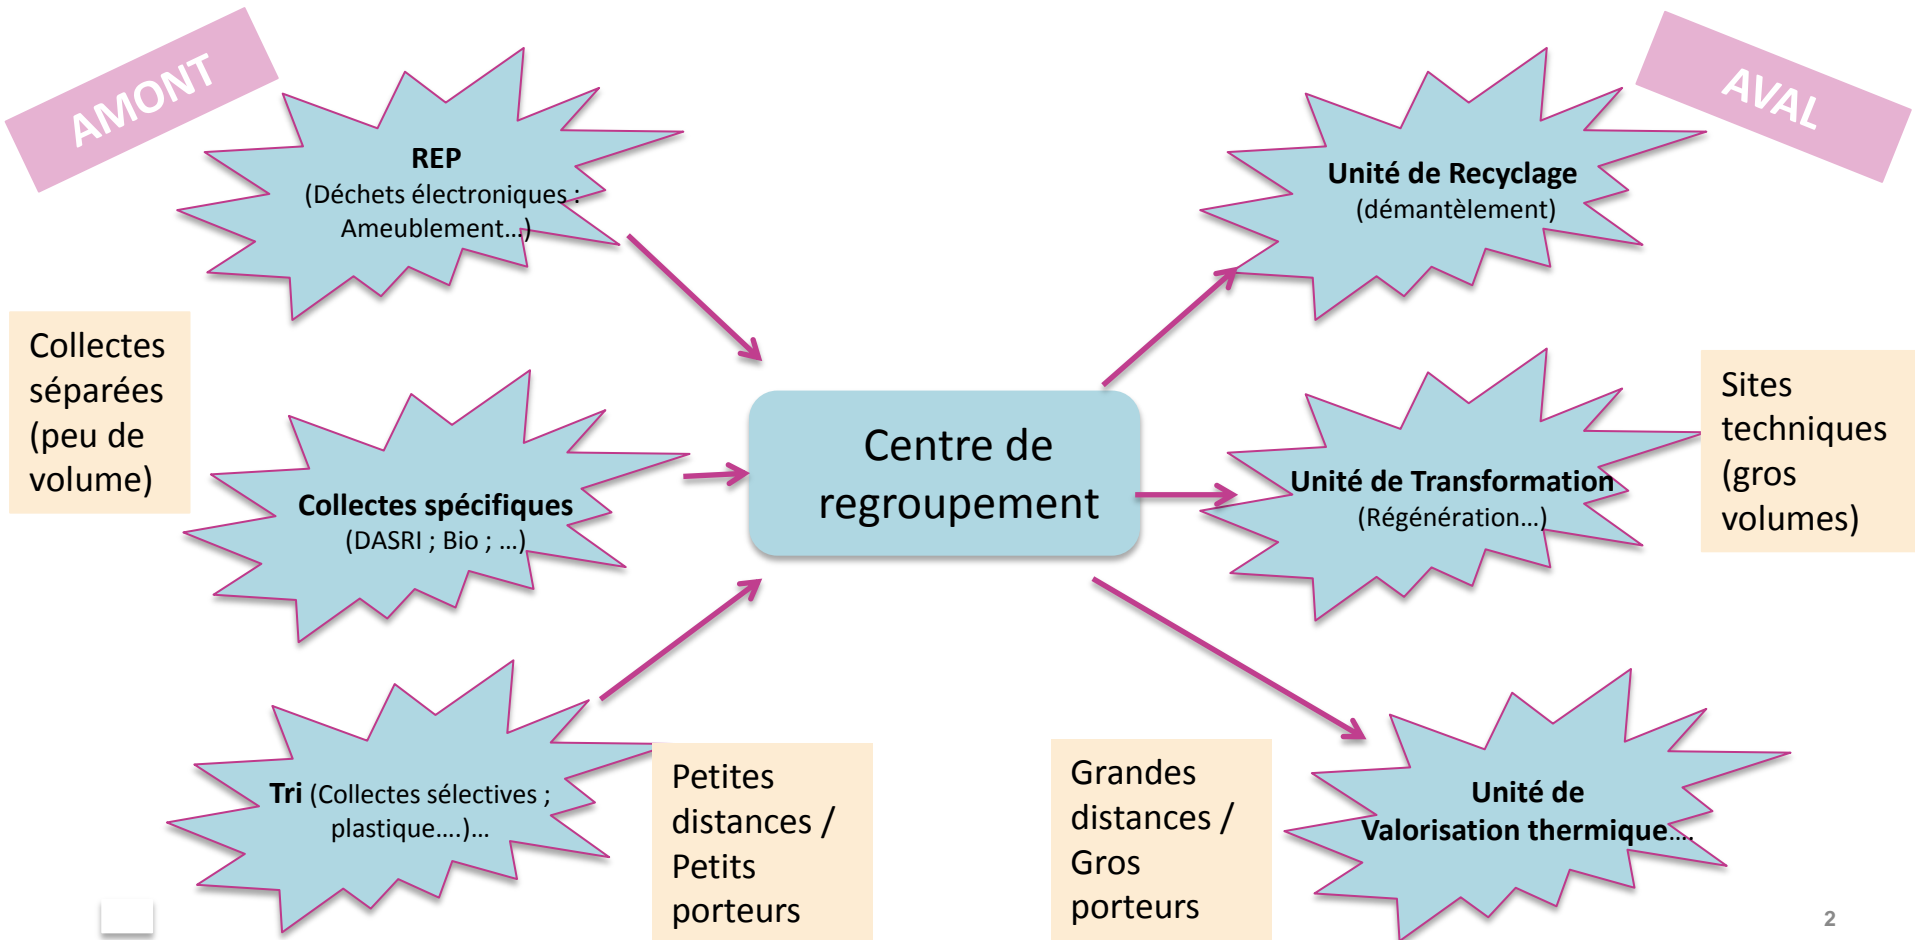 AMONT
AVAL
REP
(Déchets électroniques :
Ameublement…)
Unité de Recyclage
(démantèlement)
Collectes
séparées
(peu de
volume)
Collectes spécifiques
(DASRI ; Bio ; …)
Centre de
regroupement
Unité de Transformation
(Régénération…)
Sites
techniques
(gros
volumes)
Tri (Collectes sélectives ;
plastique….)…
Petites
distances /
Petits
porteurs
Grandes
distances /
Gros
porteurs
Unité de
Valorisation thermique….
2